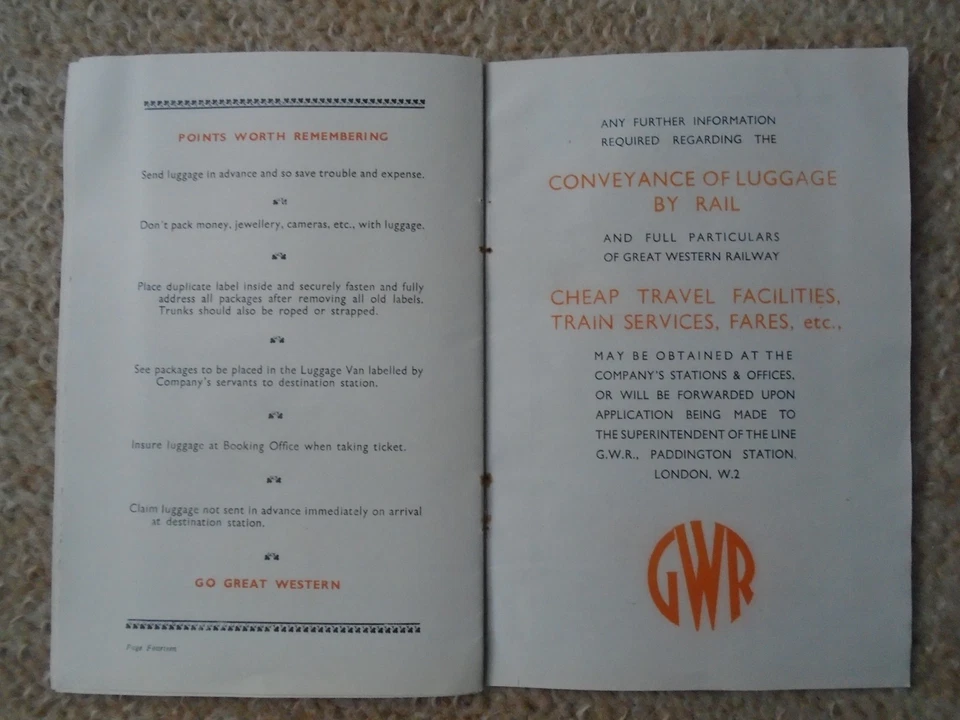 POINTS WORTH REMEMBERING
Send luggage in advance and so save trouble and expense.
Don't pack money, jewellery, cameras, etc., with luggage.
Place duplicate label inside and securely fasten and fully
address all packages after removing all old labels.
Trunks should also be roped or strapped.
See packages to be placed in the Luggage Van labelled by
Company's servants to destination station.
Insure luggage at Booking Office when taking ticket.
Claim luggage not sent in advance immediately on arrival
at destination station.
GO GREAT WESTERN
Page Fourteen
ANY FURTHER INFORMATION
REQUIRED REGARDING THE
CONVEYANCE OF LUGGAGE
BY RAIL
AND FULL PARTICULARS
OF GREAT WESTERN RAILWAY
CHEAP TRAVEL FACILITIES,
TRAIN SERVICES, FARES, etc.,
MAY BE OBTAINED AT THE
COMPANY'S STATIONS & OFFICES,
OR WILL BE FORWARDED UPON
APPLICATION BEING MADE TO
THE SUPERINTENDENT OF THE LINE
G.W.R., PADDINGTON STATION,
LONDON, W.2
GWR